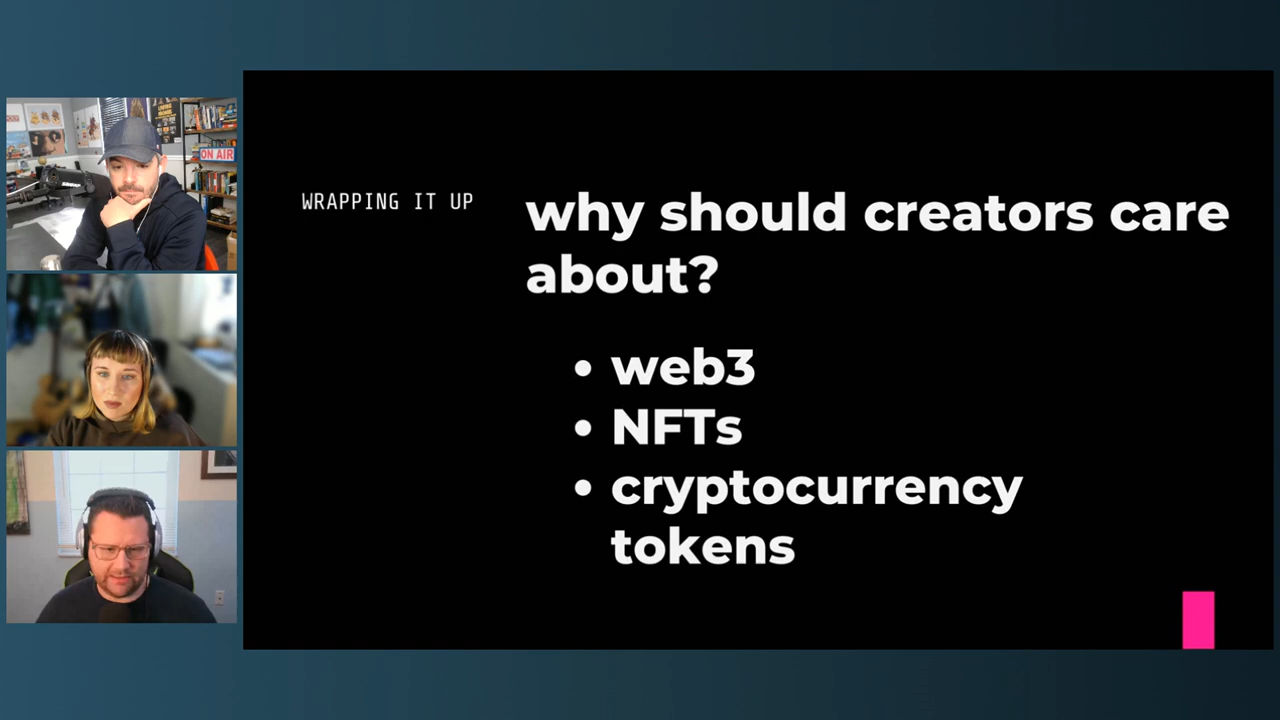 ON AIR
WRAPPING IT UP
why should creators care
about?
• web3
• NFTs
• cryptocurrency
tokens